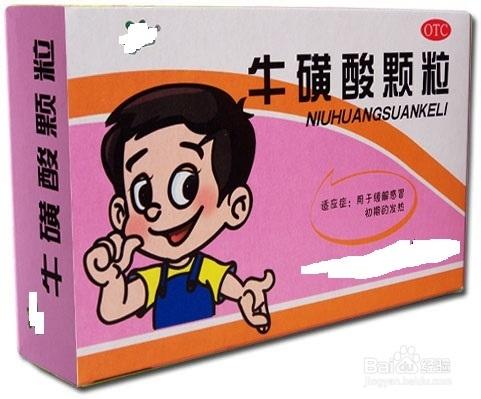 OTC
牛磺酸颗粒
NIUHUANGSUANKELI
适应症：用于缓解感冒
初期的发热
牛磺酸颗粒
Baidu经验
jingyan.baidu.com